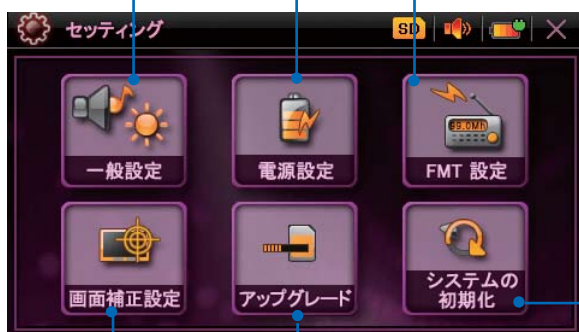 セッティング
SD
99.0Mh
一般設定
電源設定
FMT 設定
画面補正設定
アップグレード
システムの
初期化